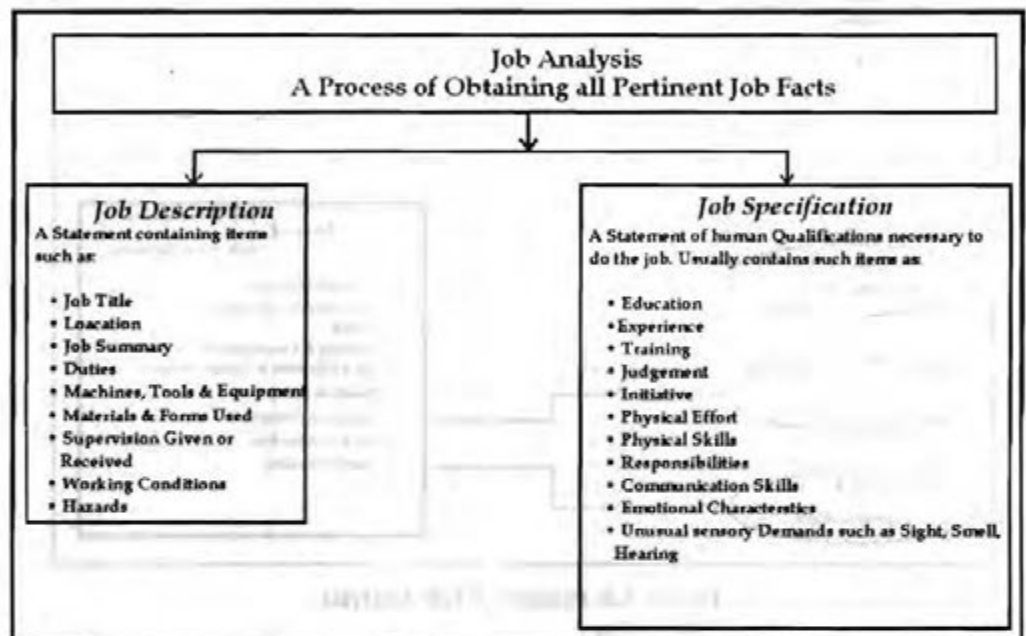 Job Analysis
A Process of Obtaining all Pertinent Job Facts
Job Description
A Statement containing items
such as:
• Job Title
• Loacation
• Job Summary
• Duties
• Machines, Tools & Equipment
• Materials & Forms Used
• Supervision Given or
Received
• Working Conditions
• Hazards
Job Specification
A Statement of human Qualifications necessary to
do the job. Usually contains such items as:
• Education
•Experience
• Training
• Judgement
• Initiative
• Physical Effort
• Physical Skills
• Responsibilities
• Communication Skills
• Emotional Characterstics
• Unusual sensory Demands such as Sight, Smell,
Hearing